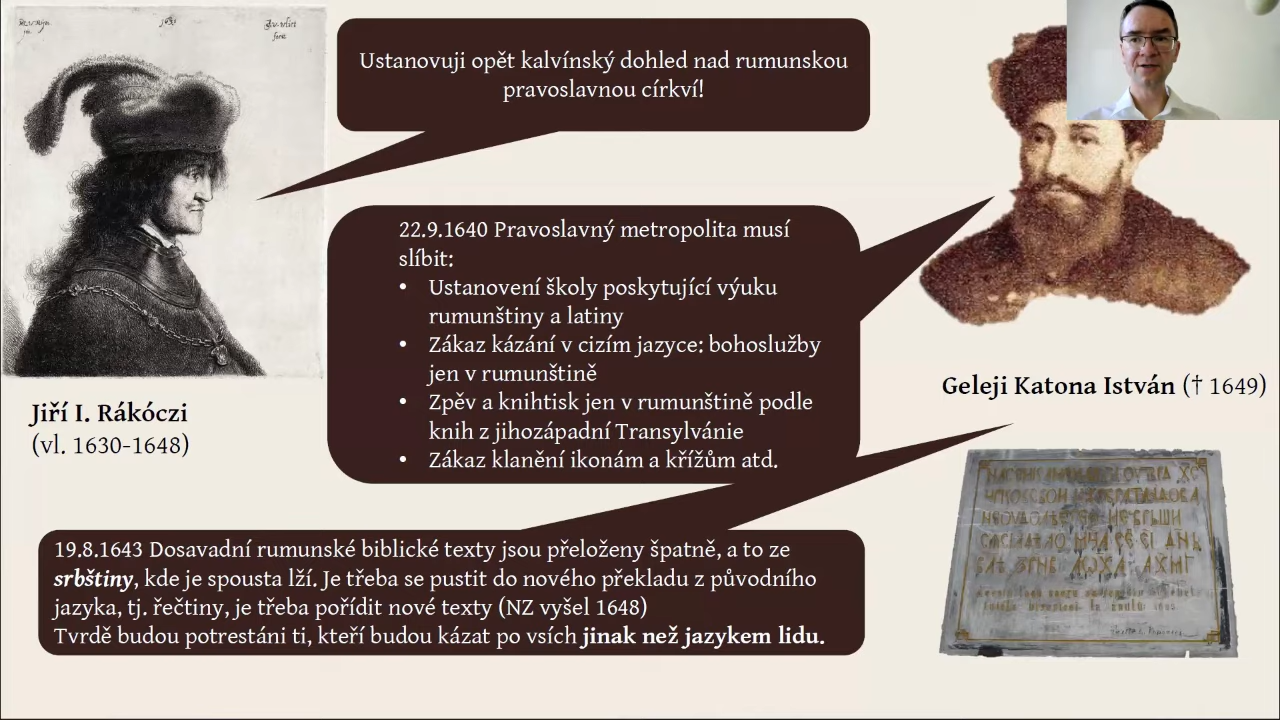 1633
Ustanovuji opět kalvínský dohled nad rumunskou
pravoslavnou církví!
22.9.1640 Pravoslavný metropolita musí
slíbit:
• Ustanovení školy poskytující výuku
rumunštiny a latiny
• Zákaz kázání v cizím jazyce: bohoslužby
jen v rumunštině
• Zpěv a knihtisk jen v rumunštině podle
knih z jihozápadní Transylvánie
• Zákaz klanění ikonám a křížům atd.
Jiří I. Rákóczi
(vl. 1630-1648)
Geleji Katona István († 1649)
19.8.1643 Dosavadní rumunské biblické texty jsou přeloženy špatně, a to ze
srbštiny, kde je spousta lží. Je třeba se pustit do nového překladu z původního
jazyka, tj. řečtiny, je třeba pořídit nové texty (NZ vyšel 1648)
Tvrdě budou potrestáni ti, kteří budou kázat po vsích jinak než jazykem lidu.